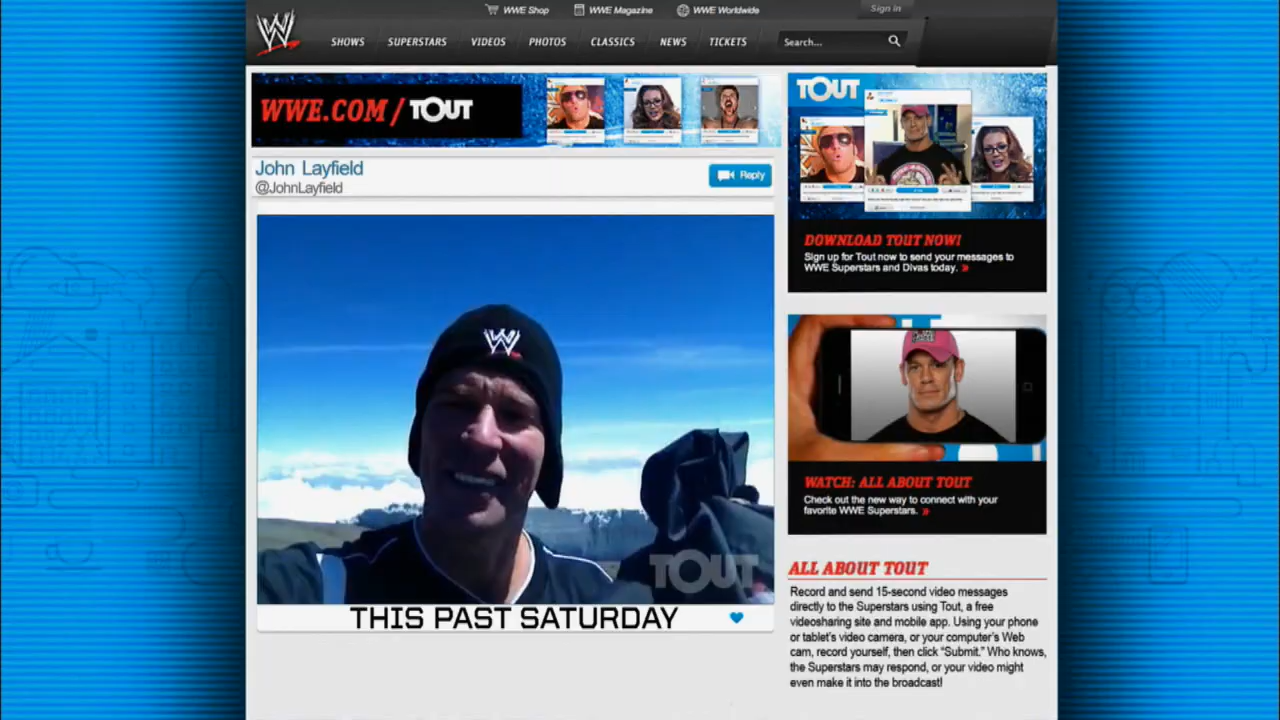 WWE Shop
WWE Magazine
WWE Worldwide
Sign in
W
SHOWS
SUPERSTARS
VIDEOS
PHOTOS
CLASSICS
NEWS
TICKETS
Search...
WWE.COM / TOUT
John Layfield
@JohnLayfield
Reply
W
TOUT
THIS PAST SATURDAY
TOUT
DOWNLOAD TOUT NOW!
Sign up for Tout now to send your messages to
WWE Superstars and Divas today. »
WATCH: ALL ABOUT TOUT
Check out the new way to connect with your
favorite WWE Superstars. »
ALL ABOUT TOUT
Record and send 15-second video messages
directly to the Superstars using Tout, a free
videosharing site and mobile app. Using your phone
or tablet's video camera, or your computer's Web
cam, record yourself, then click “Submit.” Who knows,
the Superstars may respond, or your video might
even make it into the broadcast!